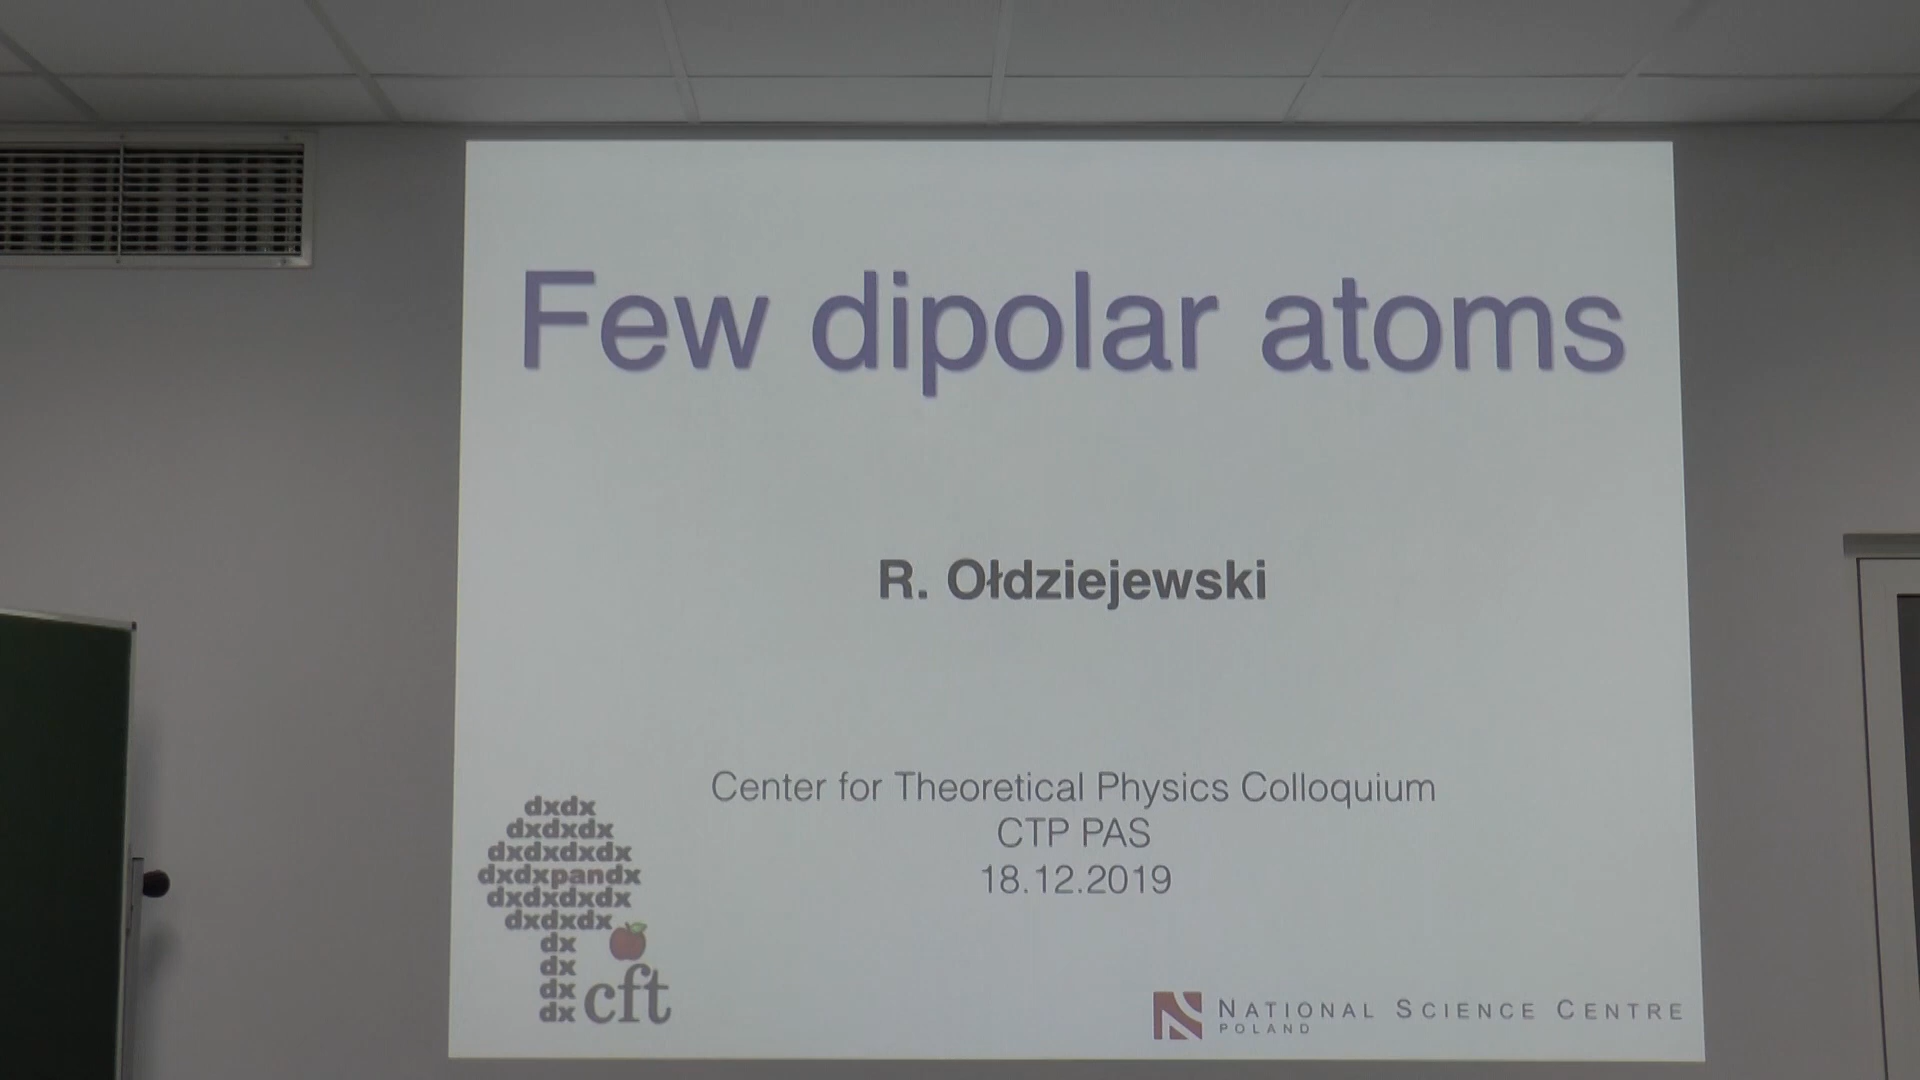 Few dipolar atoms
R. Ołdziejewski
Center for Theoretical Physics Colloquium
CTP PAS
18.12.2019
dxdx
dxdxdx
dxdxdxdx
dxdxpandx
dxdxdxdx
dxdxdx
dx
dx
dx
dx
cft
NATIONAL SCIENCE CENTRE
POLAND